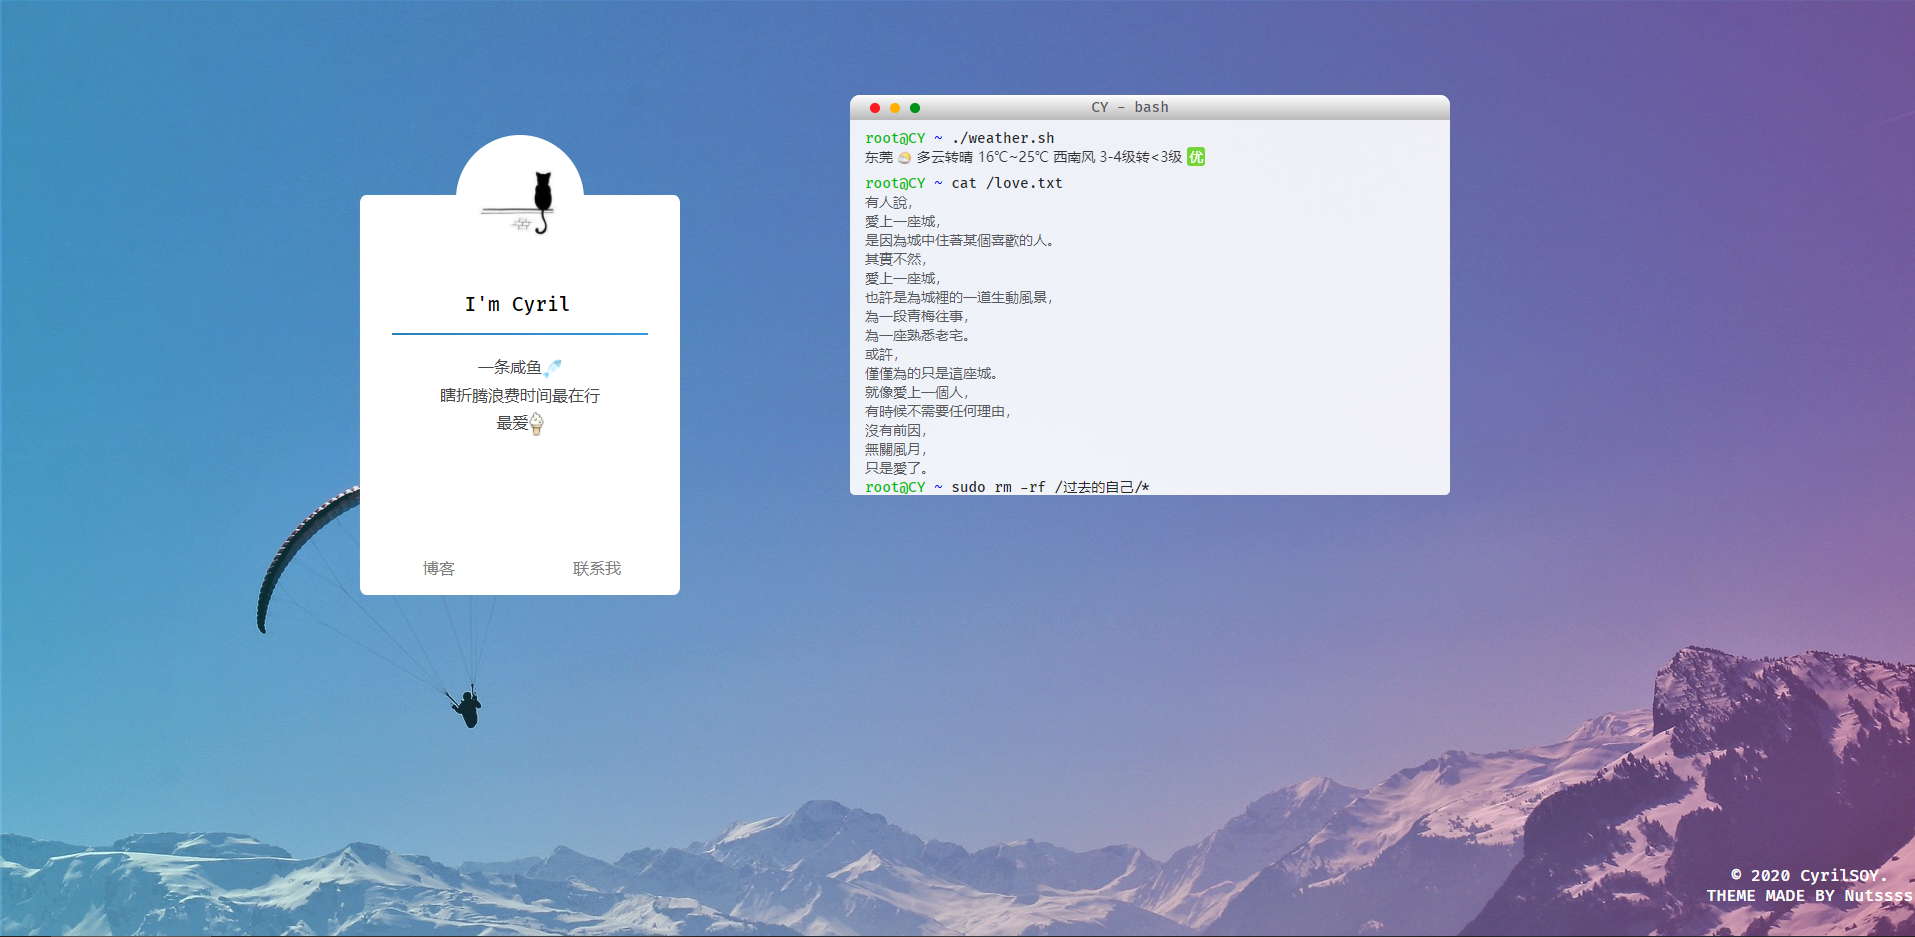 I'm Cyril
一条咸鱼
瞎折腾浪费时间最在行
最爱🍦
博客
联系我
CY - bash
root@CY ~ ./weather.sh
东莞 ⛅ 多云转晴 16℃~25℃ 西南风 3-4级转<3级 优
root@CY ~ cat /love.txt
有人說，
愛上一座城，
是因為城中住著某個喜歡的人。
其實不然，
愛上一座城，
也許是為城裡的一道生動風景，
為一段青梅往事，
為一座熟悉老宅。
或許，
僅僅為的只是這座城。
就像愛上一個人，
有時候不需要任何理由，
沒有前因，
無關風月，
只是愛了。
root@CY ~ sudo rm -rf /过去的自己/*
© 2020 CyrilSOY.
THEME MADE BY Nutssss